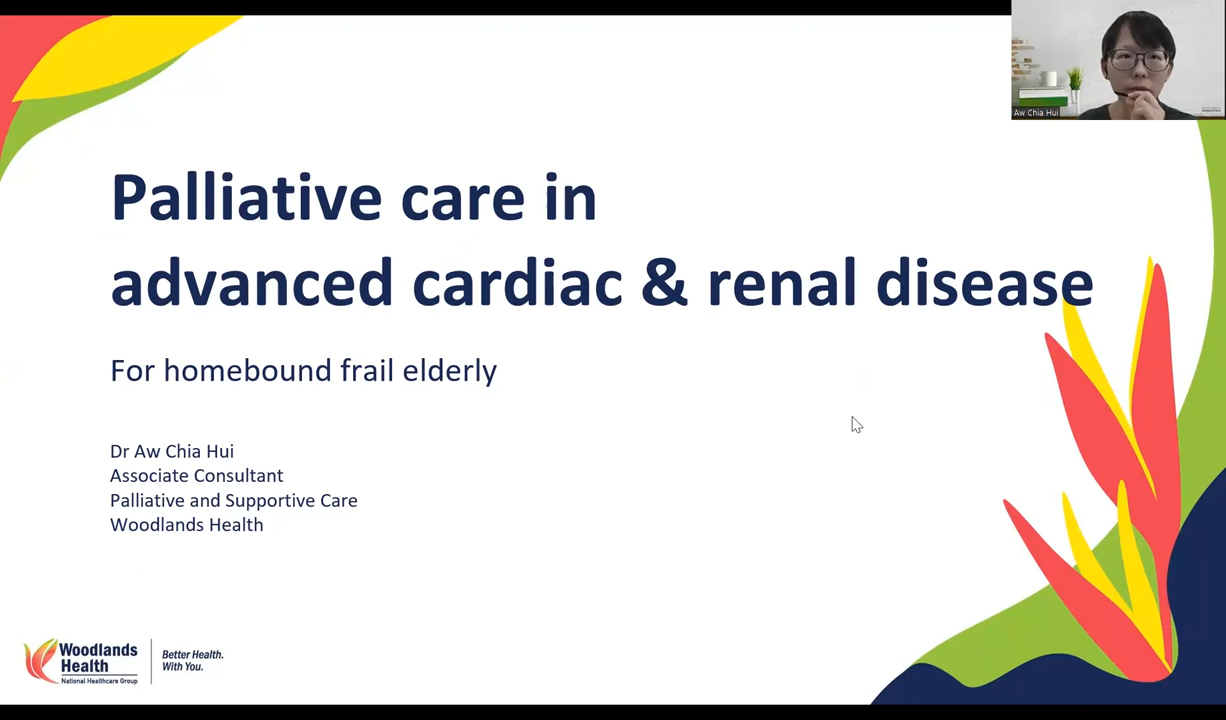 Palliative care in
advanced cardiac & renal disease
For homebound frail elderly
Dr Aw Chia Hui
Associate Consultant
Palliative and Supportive Care
Woodlands Health
Woodlands
Health
National Healthcare Group
Better Health.
With You.
Aw Chia Hui